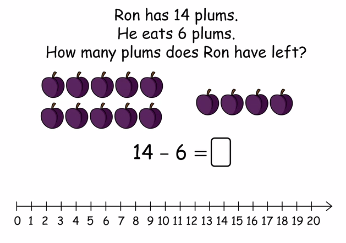 Ron has 14 plums.
He eats 6 plums.
How many plums does Ron have left?
14 – 6 =
0 1 2 3 4 5 6 7 8 9 10 11 12 13 14 15 16 17 18 19 20